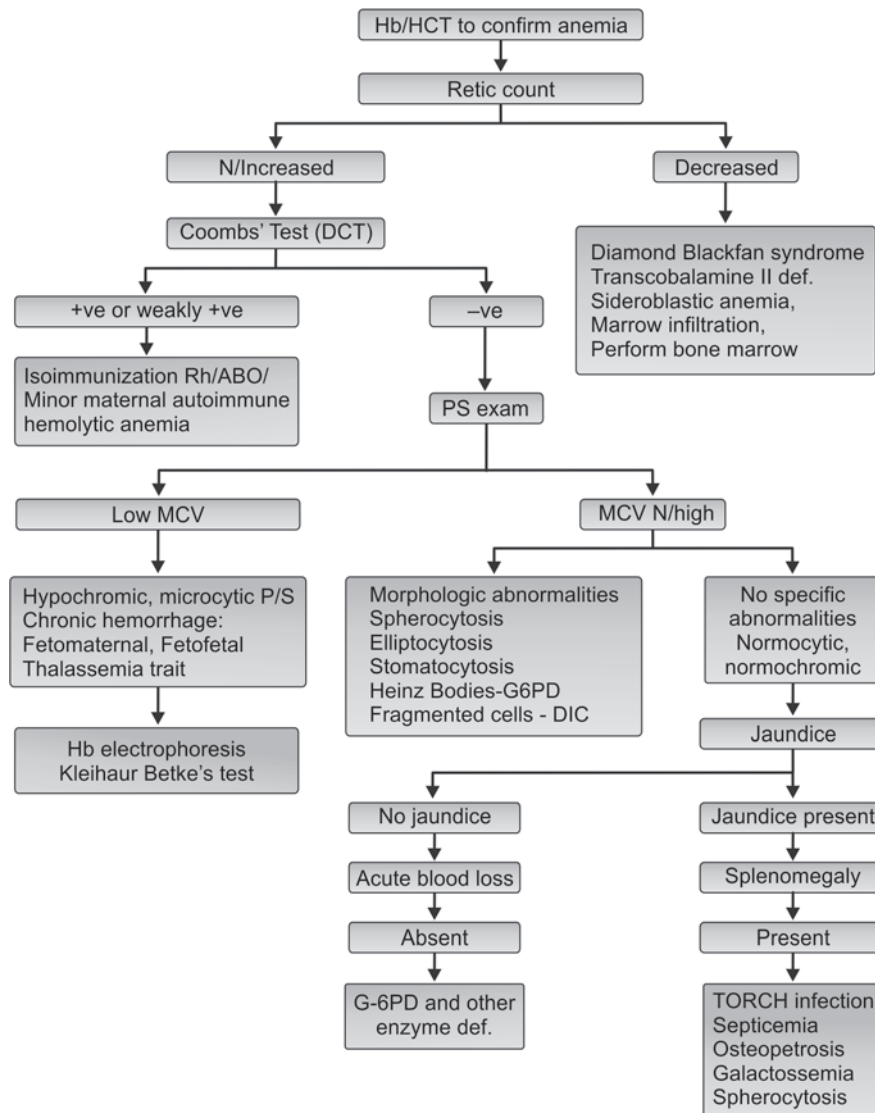 Hb/HCT to confirm anemia
Retic count
N/Increased
Decreased
Coombs' Test (DCT)
Diamond Blackfan syndrome
Transcobalamine II def.
Sideroblastic anemia,
Marrow infiltration,
Perform bone marrow
+ve or weakly +ve
–ve
Isoimmunization Rh/ABO/
Minor maternal autoimmune
hemolytic anemia
PS exam
Low MCV
MCV N/high
Hypochromic, microcytic P/S
Chronic hemorrhage:
Fetomaternal, Fetofetal
Thalassemia trait
Morphologic abnormalities
Spherocytosis
Elliptocytosis
Stomatocytosis
Heinz Bodies-G6PD
Fragmented cells - DIC
No specific
abnormalities
Normocytic,
normochromic
Hb electrophoresis
Kleihaur Betke's test
Jaundice
No jaundice
Jaundice present
Acute blood loss
Splenomegaly
Absent
Present
G-6PD and other
enzyme def.
TORCH infection
Septicemia
Osteopetrosis
Galactossemia
Spherocytosis